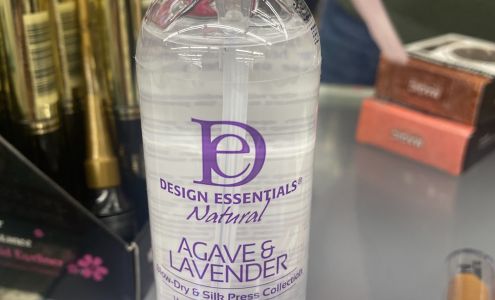 DE
DESIGN ESSENTIALS®
Natural
AGAVE &
LAVENDER
Blow-Dry & Silk Press Collection